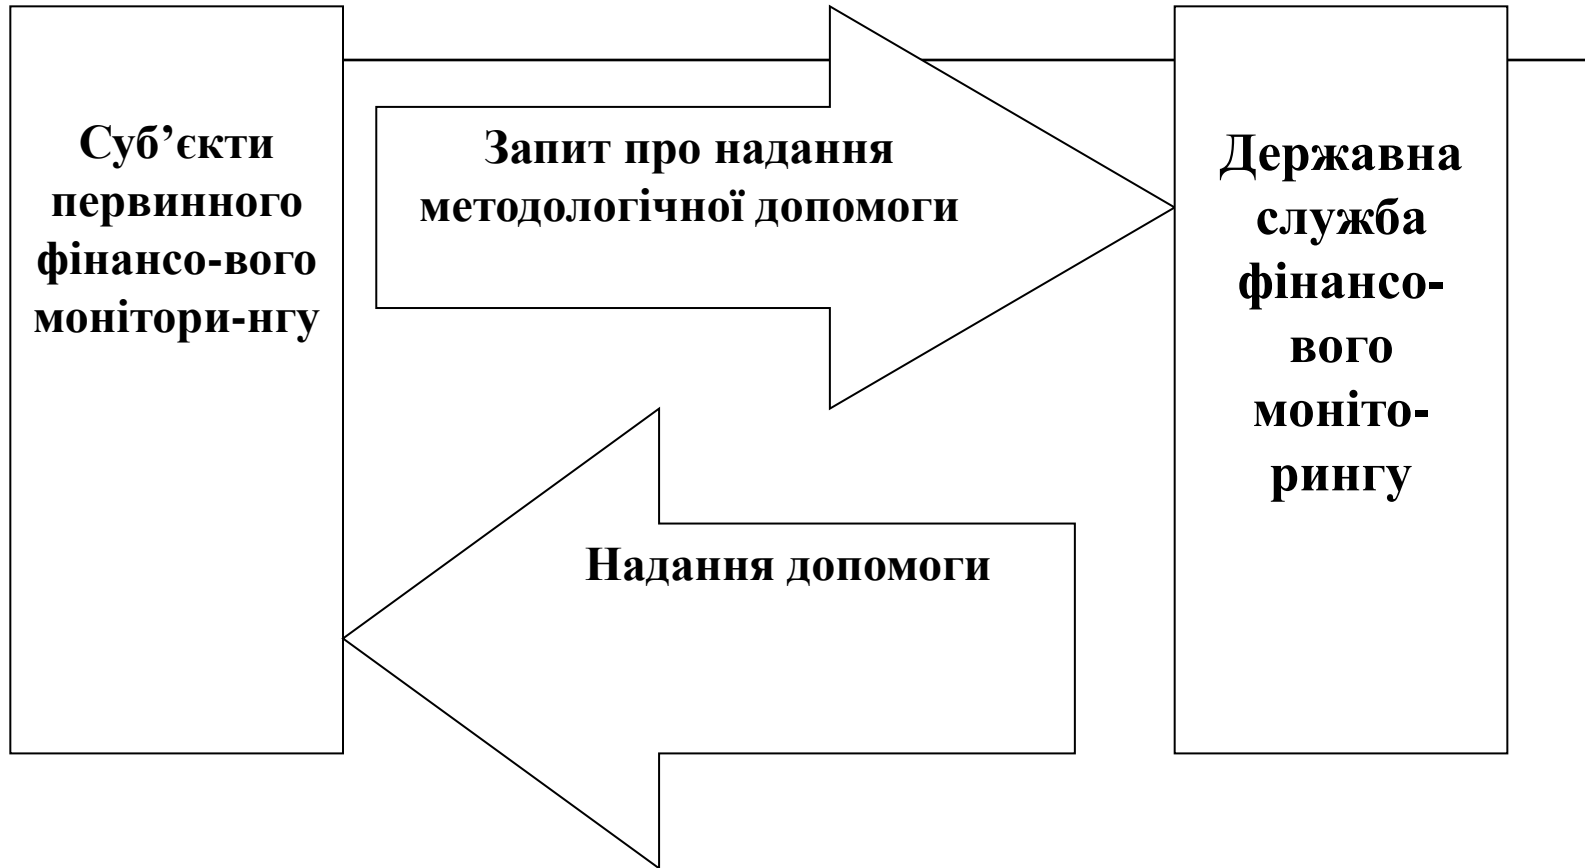 Суб’єкти
первинного
фінансо-вого
монітори-нгу
Запит про надання
методологічної допомоги
Державна
служба
фінансо-
вого
моніто-
рингу
Надання допомоги